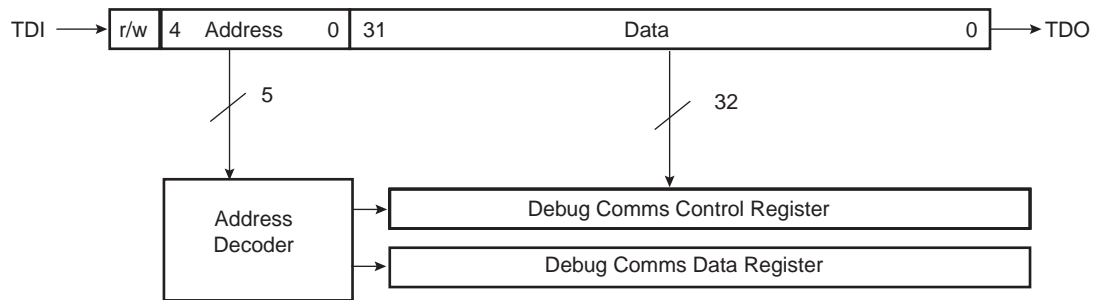 TDI r/w 4 Address 0 31 Data 0 TDO
5
32
Address
Decoder
Debug Comms Control Register
Debug Comms Data Register